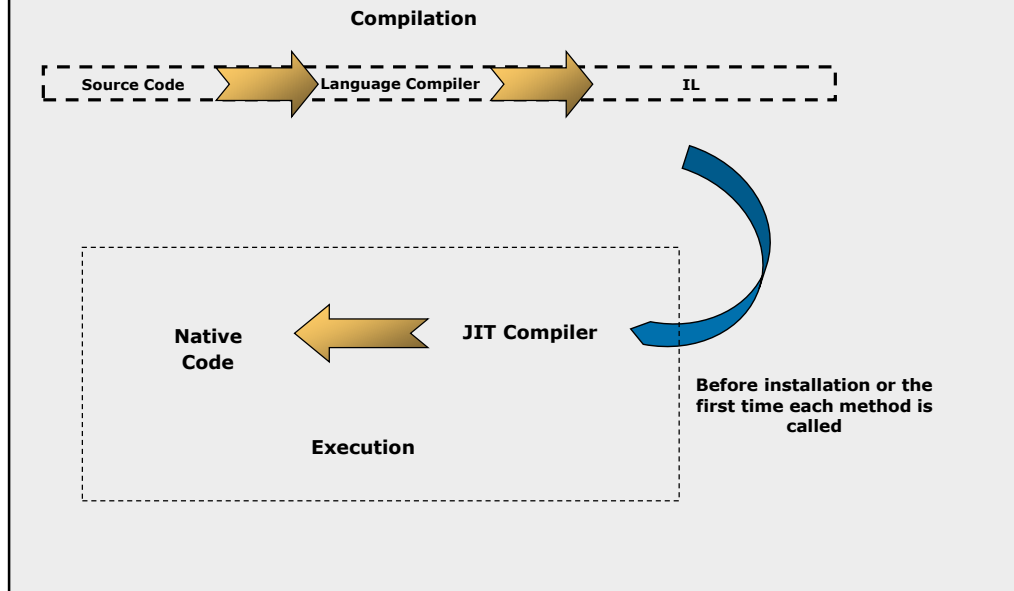 Compilation
Source Code
Language Compiler
IL
Native
Code
JIT Compiler
Before installation or the
first time each method is
called
Execution